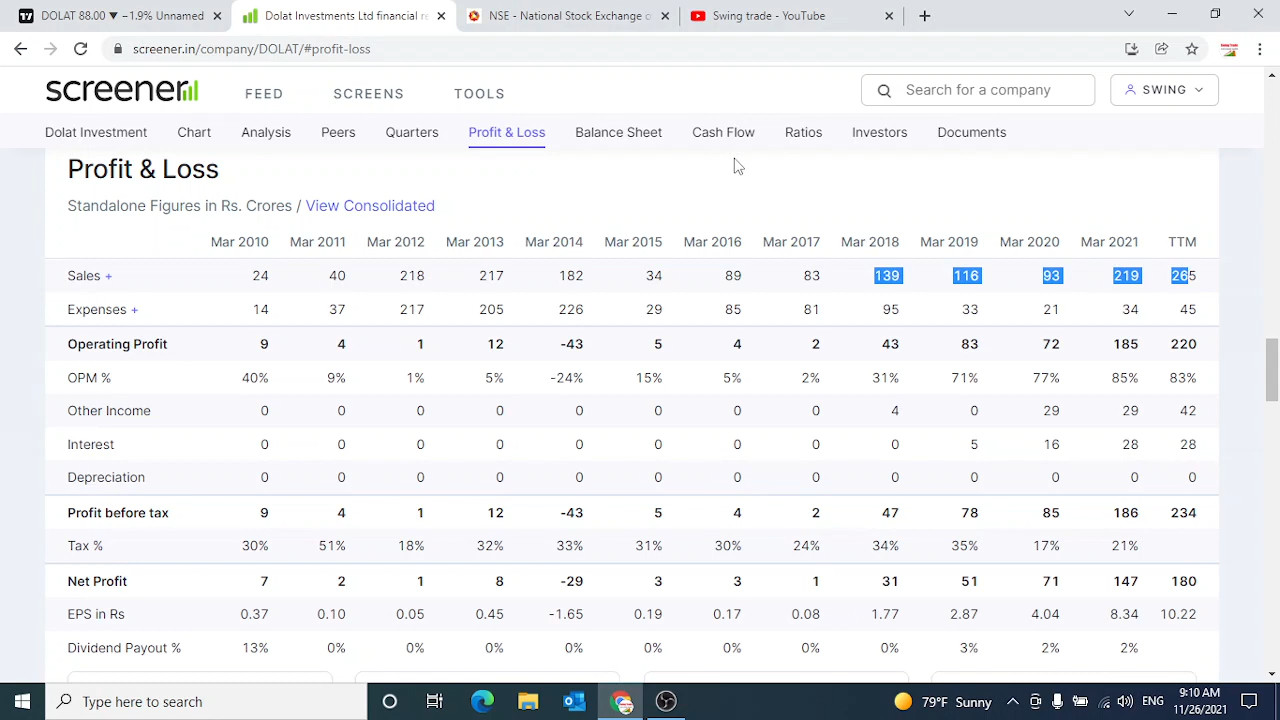 DOLAT 88.00 ▼ −1.9% Unnamed
Dolat Investments Ltd financial re
NSE - National Stock Exchange o
Swing trade - YouTube
screener.in/company/DOLAT/#profit-loss
screener
FEED SCREENS TOOLS
Search for a company
SWING
Dolat Investment Chart Analysis Peers Quarters Profit & Loss Balance Sheet Cash Flow Ratios Investors Documents
Profit & Loss
Standalone Figures in Rs. Crores / View Consolidated
Mar 2010 Mar 2011 Mar 2012 Mar 2013 Mar 2014 Mar 2015 Mar 2016 Mar 2017 Mar 2018 Mar 2019 Mar 2020 Mar 2021 TTM
Sales + 24 40 218 217 182 34 89 83 139 116 93 219 265
Expenses + 14 37 217 205 226 29 85 81 95 33 21 34 45
Operating Profit 9 4 1 12 -43 5 4 2 43 83 72 185 220
OPM % 40% 9% 1% 5% -24% 15% 5% 2% 31% 71% 77% 85% 83%
Other Income 0 0 0 0 0 0 0 0 4 0 29 29 42
Interest 0 0 0 0 0 0 0 0 0 5 16 28 28
Depreciation 0 0 0 0 0 0 0 0 0 0 0 0 0
Profit before tax 9 4 1 12 -43 5 4 2 47 78 85 186 234
Tax % 30% 51% 18% 32% 33% 31% 30% 24% 34% 35% 17% 21%
Net Profit 7 2 1 8 -29 3 3 1 31 51 71 147 180
EPS in Rs 0.37 0.10 0.05 0.45 -1.65 0.19 0.17 0.08 1.77 2.87 4.04 8.34 10.22
Dividend Payout % 13% 0% 0% 0% 0% 0% 0% 0% 0% 3% 2% 2%
Type here to search
79°F Sunny
ENG
9:10 AM
11/26/2021